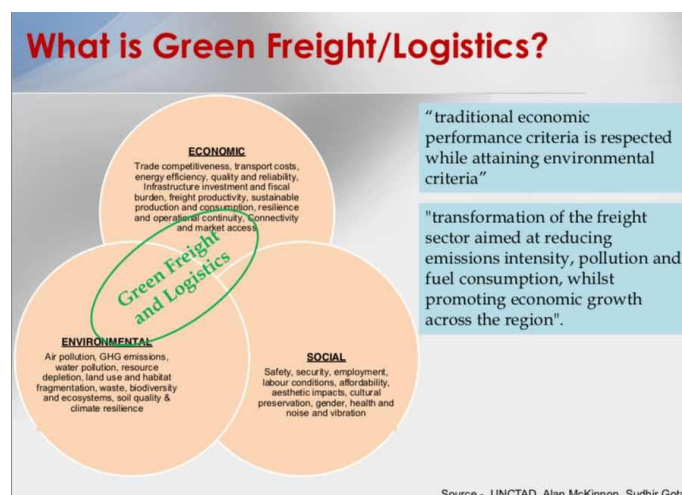 What is Green Freight/Logistics?
ECONOMIC
Trade competitiveness, transport costs,
energy efficiency, quality and reliability,
Infrastructure investment and fiscal
burden, freight productivity, sustainable
production and consumption, resilience
and operational continuity, Connectivity
and market access
Green Freight
and Logistics
ENVIRONMENTAL
Air pollution, GHG emissions,
water pollution, resource
depletion, land use and habitat
fragmentation, waste, biodiversity
and ecosystems, soil quality &
climate resilience
SOCIAL
Safety, security, employment,
labour conditions, affordability,
aesthetic impacts, cultural
preservation, gender, health and
noise and vibration
“traditional economic
performance criteria is respected
while attaining environmental
criteria”
"transformation of the freight
sector aimed at reducing
emissions intensity, pollution and
fuel consumption, whilst
promoting economic growth
across the region".
Source - UNCTAD, Alan McKinnon, Sudhir